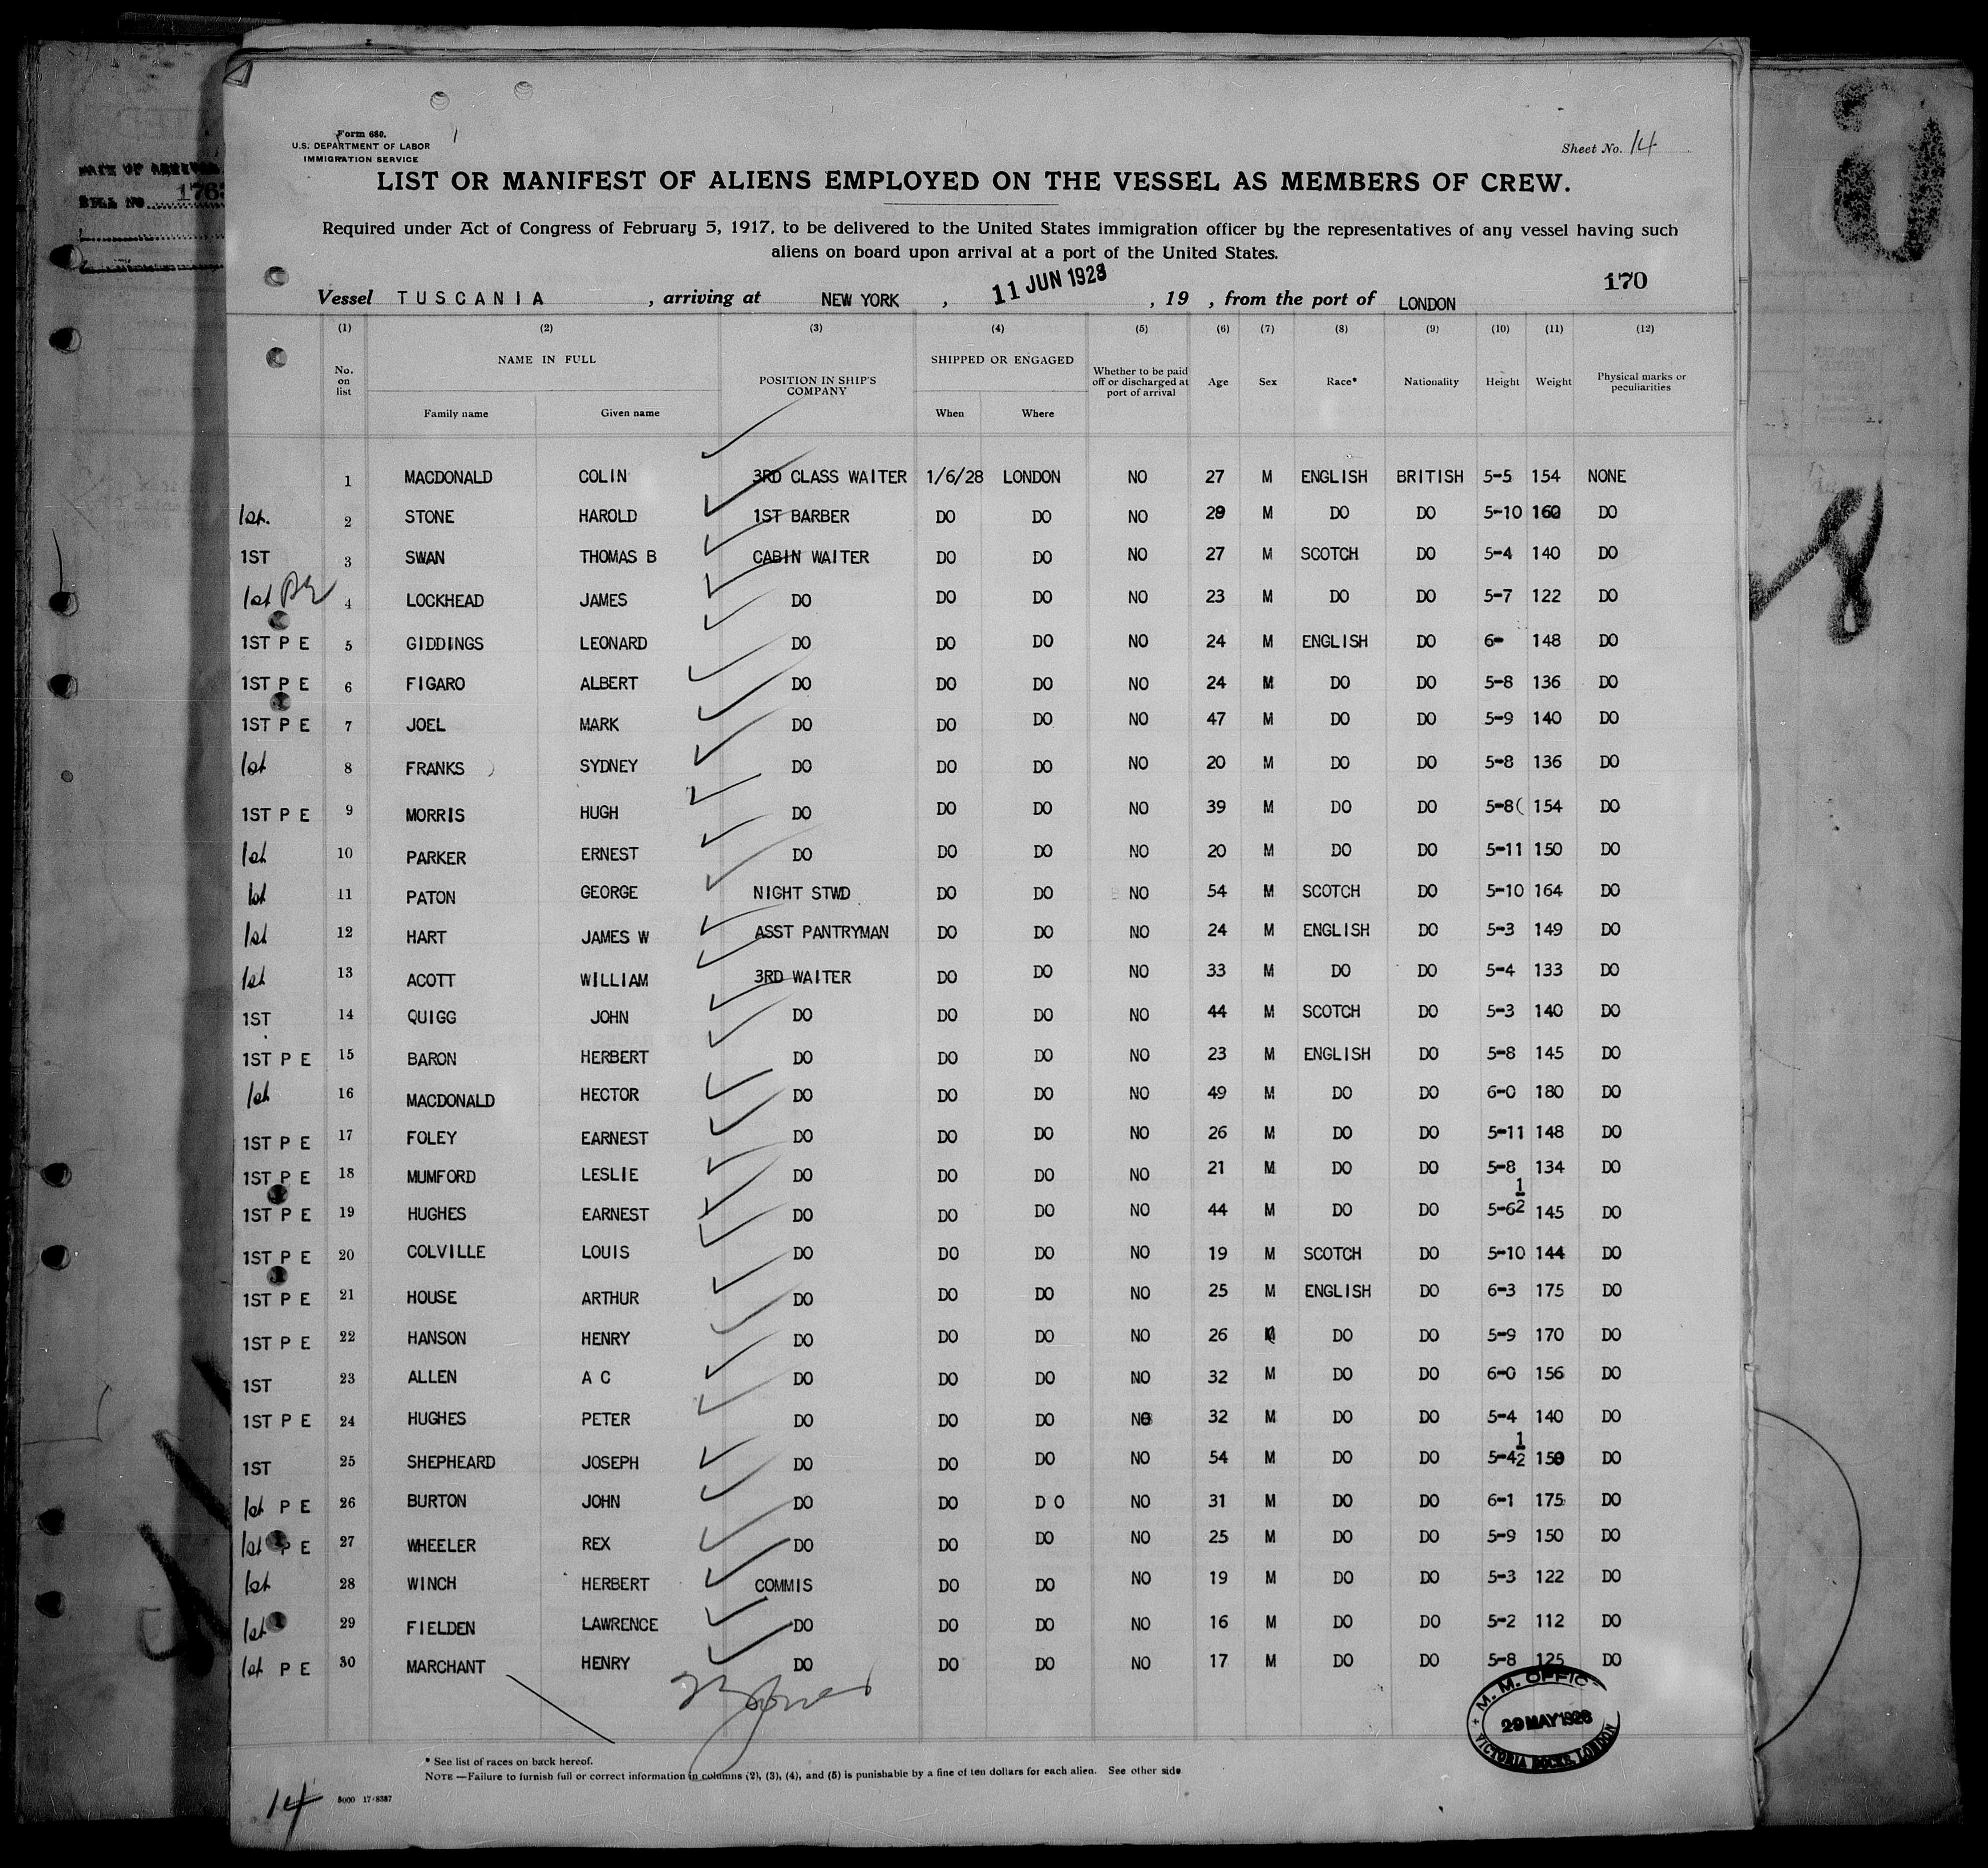 Form 689.
U.S. DEPARTMENT OF LABOR
IMMIGRATION SERVICE
Sheet No. 14
LIST OR MANIFEST OF ALIENS EMPLOYED ON THE VESSEL AS MEMBERS OF CREW.
Required under Act of Congress of February 5, 1917, to be delivered to the United States immigration officer by the representatives of any vessel having such
aliens on board upon arrival at a port of the United States.
170
Vessel TUSCANIA , arriving at NEW YORK , 11 JUN 1928 , 19 , from the port of LONDON
(1) (2) (3) (4) (5) (6) (7) (8) (9) (10) (11) (12)
No. on list NAME IN FULL Family name Given name POSITION IN SHIP'S COMPANY SHIPPED OR ENGAGED When Where Whether to be paid off or discharged at port of arrival Age Sex Race* Nationality Height Weight Physical marks or peculiarities
1 MACDONALD COLIN 3RD CLASS WAITER 1/6/28 LONDON NO 27 M ENGLISH BRITISH 5-5 154 NONE
1st. 2 STONE HAROLD 1ST BARBER DO DO NO 29 M DO DO 5-10 160 DO
1ST 3 SWAN THOMAS B CABIN WAITER DO DO NO 27 M SCOTCH DO 5-4 140 DO
1st 4 LOCKHEAD JAMES DO DO DO NO 23 M DO DO 5-7 122 DO
1ST P E 5 GIDDINGS LEONARD DO DO DO NO 24 M ENGLISH DO 6- 148 DO
1ST P E 6 FIGARO ALBERT DO DO DO NO 24 M DO DO 5-8 136 DO
1ST P E 7 JOEL MARK DO DO DO NO 47 M DO DO 5-9 140 DO
1st 8 FRANKS ) SYDNEY DO DO DO NO 20 M DO DO 5-8 136 DO
1ST P E 9 MORRIS HUGH DO DO DO NO 39 M DO DO 5-8( 154 DO
1st 10 PARKER ERNEST DO DO DO NO 20 M DO DO 5-11 150 DO
1st 11 PATON GEORGE NIGHT STWD DO DO NO 54 M SCOTCH DO 5-10 164 DO
1st 12 HART JAMES W ASST PANTRYMAN DO DO NO 24 M ENGLISH DO 5-3 149 DO
1st 13 ACOTT WILLIAM 3RD WAITER DO DO NO 33 M DO DO 5-4 133 DO
1ST 14 QUIGG JOHN DO DO DO NO 44 M SCOTCH DO 5-3 140 DO
1ST P E 15 BARON HERBERT DO DO DO NO 23 M ENGLISH DO 5-8 145 DO
1st 16 MACDONALD HECTOR DO DO DO NO 49 M DO DO 6-0 180 DO
1ST P E 17 FOLEY EARNEST DO DO DO NO 26 M DO DO 5-11 148 DO
1ST P E 18 MUMFORD LESLIE DO DO DO NO 21 M DO DO 5-8 134 DO
1ST P E 19 HUGHES EARNEST DO DO DO NO 44 M DO DO 5-6½ 145 DO
1ST P E 20 COLVILLE LOUIS DO DO DO NO 19 M SCOTCH DO 5-10 144 DO
1ST P E 21 HOUSE ARTHUR DO DO DO NO 25 M ENGLISH DO 6-3 175 DO
1ST P E 22 HANSON HENRY DO DO DO NO 26 M DO DO 5-9 170 DO
1ST 23 ALLEN A C DO DO DO NO 32 M DO DO 6-0 156 DO
1ST P E 24 HUGHES PETER DO DO DO NO 32 M DO DO 5-4 140 DO
1ST 25 SHEPHEARD JOSEPH DO DO DO NO 54 M DO DO 5-4½ 150 DO
1st P E 26 BURTON JOHN DO DO D O NO 31 M DO DO 6-1 175 DO
1st P E 27 WHEELER REX DO DO DO NO 25 M DO DO 5-9 150 DO
1st 28 WINCH HERBERT COMMIS DO DO NO 19 M DO DO 5-3 122 DO
1st 29 FIELDEN LAWRENCE DO DO DO NO 16 M DO DO 5-2 112 DO
1st P E 30 MARCHANT HENRY DO DO DO NO 17 M DO DO 5-8 125 DO
M. M. OFFIC
29 MAY 1928
VICTORIA DOCKS, LONDON
* See list of races on back hereof.
NOTE.—Failure to furnish full or correct information in columns (2), (3), (4), and (5) is punishable by a fine of ten dollars for each alien. See other side
14
BILL NO 176